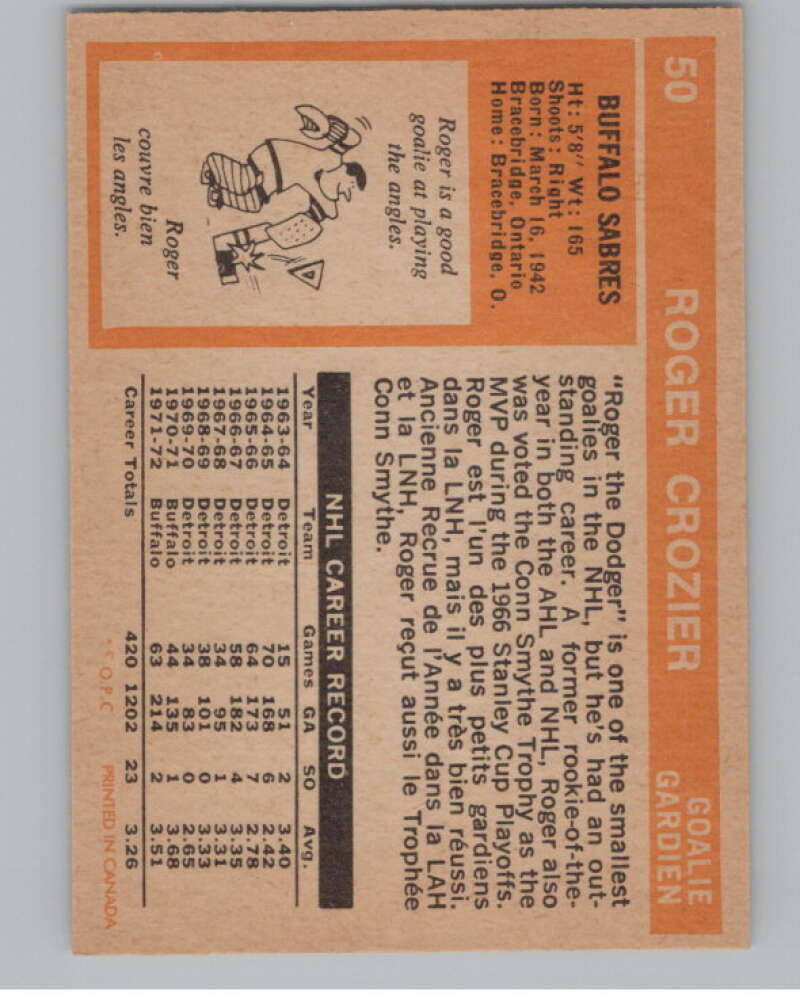 50 ROGER CROZIER GOALIE
GARDIEN
BUFFALO SABRES
Ht: 5'8" Wt: 165
Shoots: Right
Born: March 16, 1942
Bracebridge, Ontario
Home: Bracebridge, O.
Roger is a good
goalie at playing
the angles.
Roger
couvre bien
les angles.
"Roger the Dodger" is one of the smallest
goalies in the NHL, but he's had an out-
standing career. A former rookie-of-the-
year in both the AHL and NHL, Roger also
was voted the Conn Smythe Trophy as the
MVP during the 1966 Stanley Cup Playoffs.
Roger est l'un des plus petits gardiens
dans la LNH, mais il y a très bien réussi.
Ancienne Recrue de l'Année dans la LAH
et la LNH, Roger reçut aussi le Trophée
Conn Smythe.
NHL CAREER RECORD
Year Team Games GA SO Avg.
1963-64 Detroit 15 51 2 3.40
1964-65 Detroit 70 168 6 2.42
1965-66 Detroit 64 173 7 2.78
1966-67 Detroit 58 182 4 3.35
1967-68 Detroit 34 95 1 3.31
1968-69 Detroit 38 101 0 3.33
1969-70 Detroit 34 83 0 2.65
1970-71 Buffalo 44 135 1 3.68
1971-72 Buffalo 63 214 2 3.51
Career Totals 420 1202 23 3.26
O.P.C. PRINTED IN CANADA